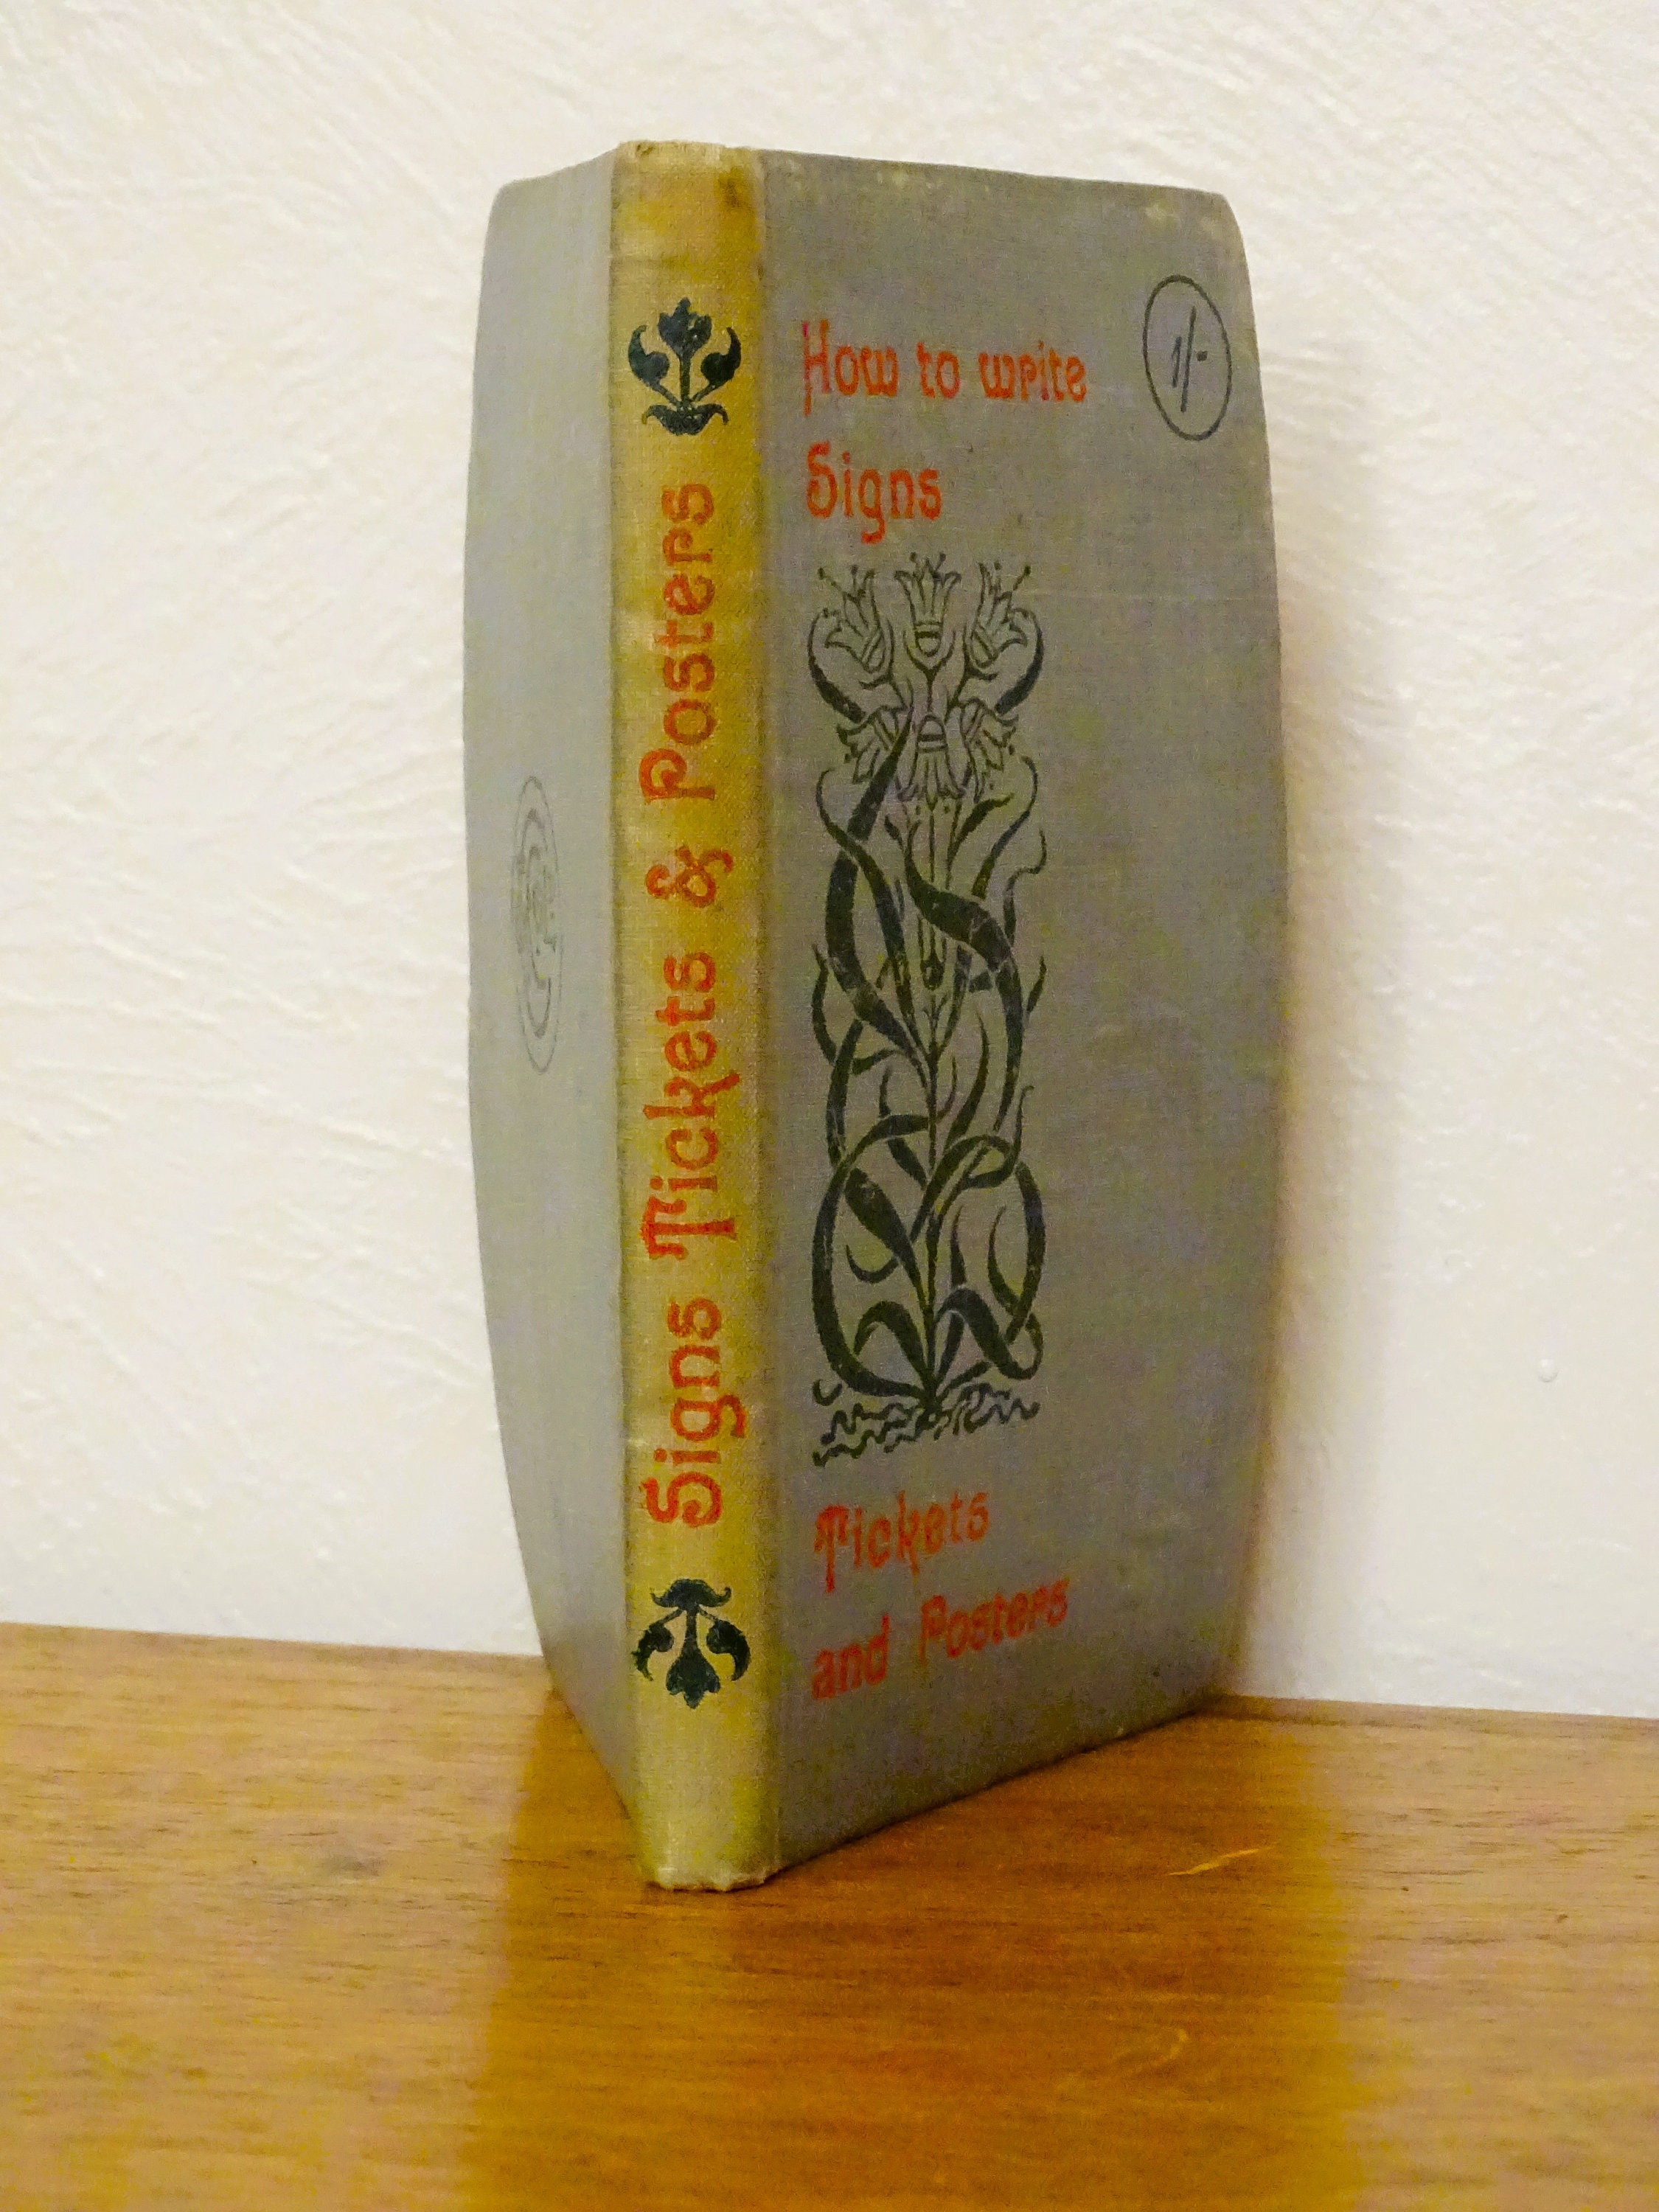 Signs Tickets & Posters
How to write
Signs
1/-
Tickets
and Posters